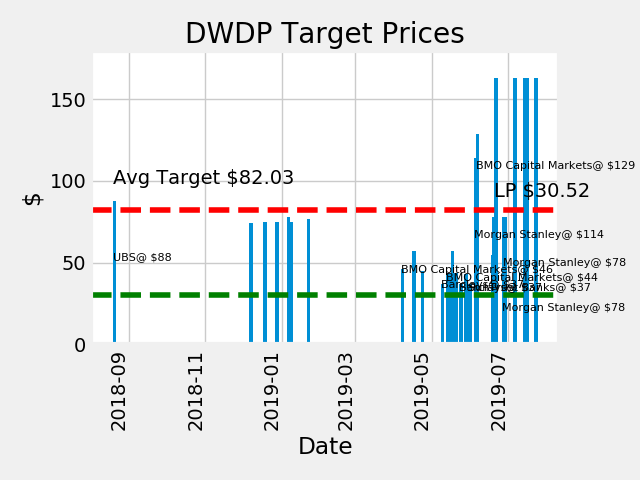 DWDP Target Prices
150
100
50
0
$
Avg Target $82.03
LP $30.52
UBS@ $88
BMO Capital Markets@ $129
Morgan Stanley@ $114
Morgan Stanley@ $78
BMO Capital Markets@ $46
BMO Capital Markets@ $44
Morgan Stanley@ $78
2018-09
2018-11
2019-01
2019-03
2019-05
2019-07
Date